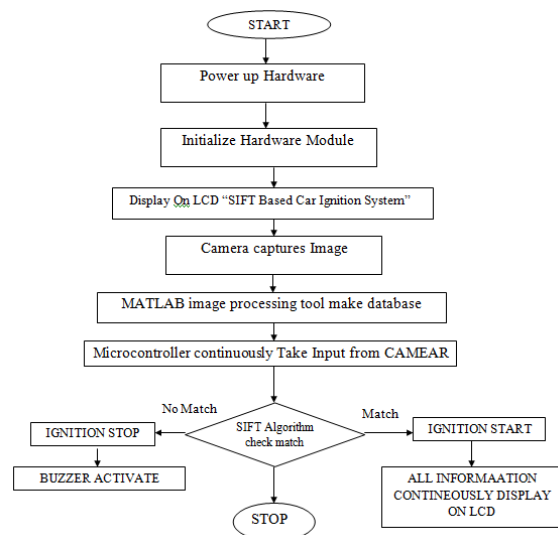 START
Power up Hardware
Initialize Hardware Module
Display On LCD “SIFT Based Car Ignition System”
Camera captures Image
MATLAB image processing tool make database
Microcontroller continuously Take Input from CAMEAR
No Match
SIFT Algorithm
check match
Match
IGNITION STOP
IGNITION START
BUZZER ACTIVATE
ALL INFORMAATION
CONTINEOUSLY DISPLAY
ON LCD
STOP